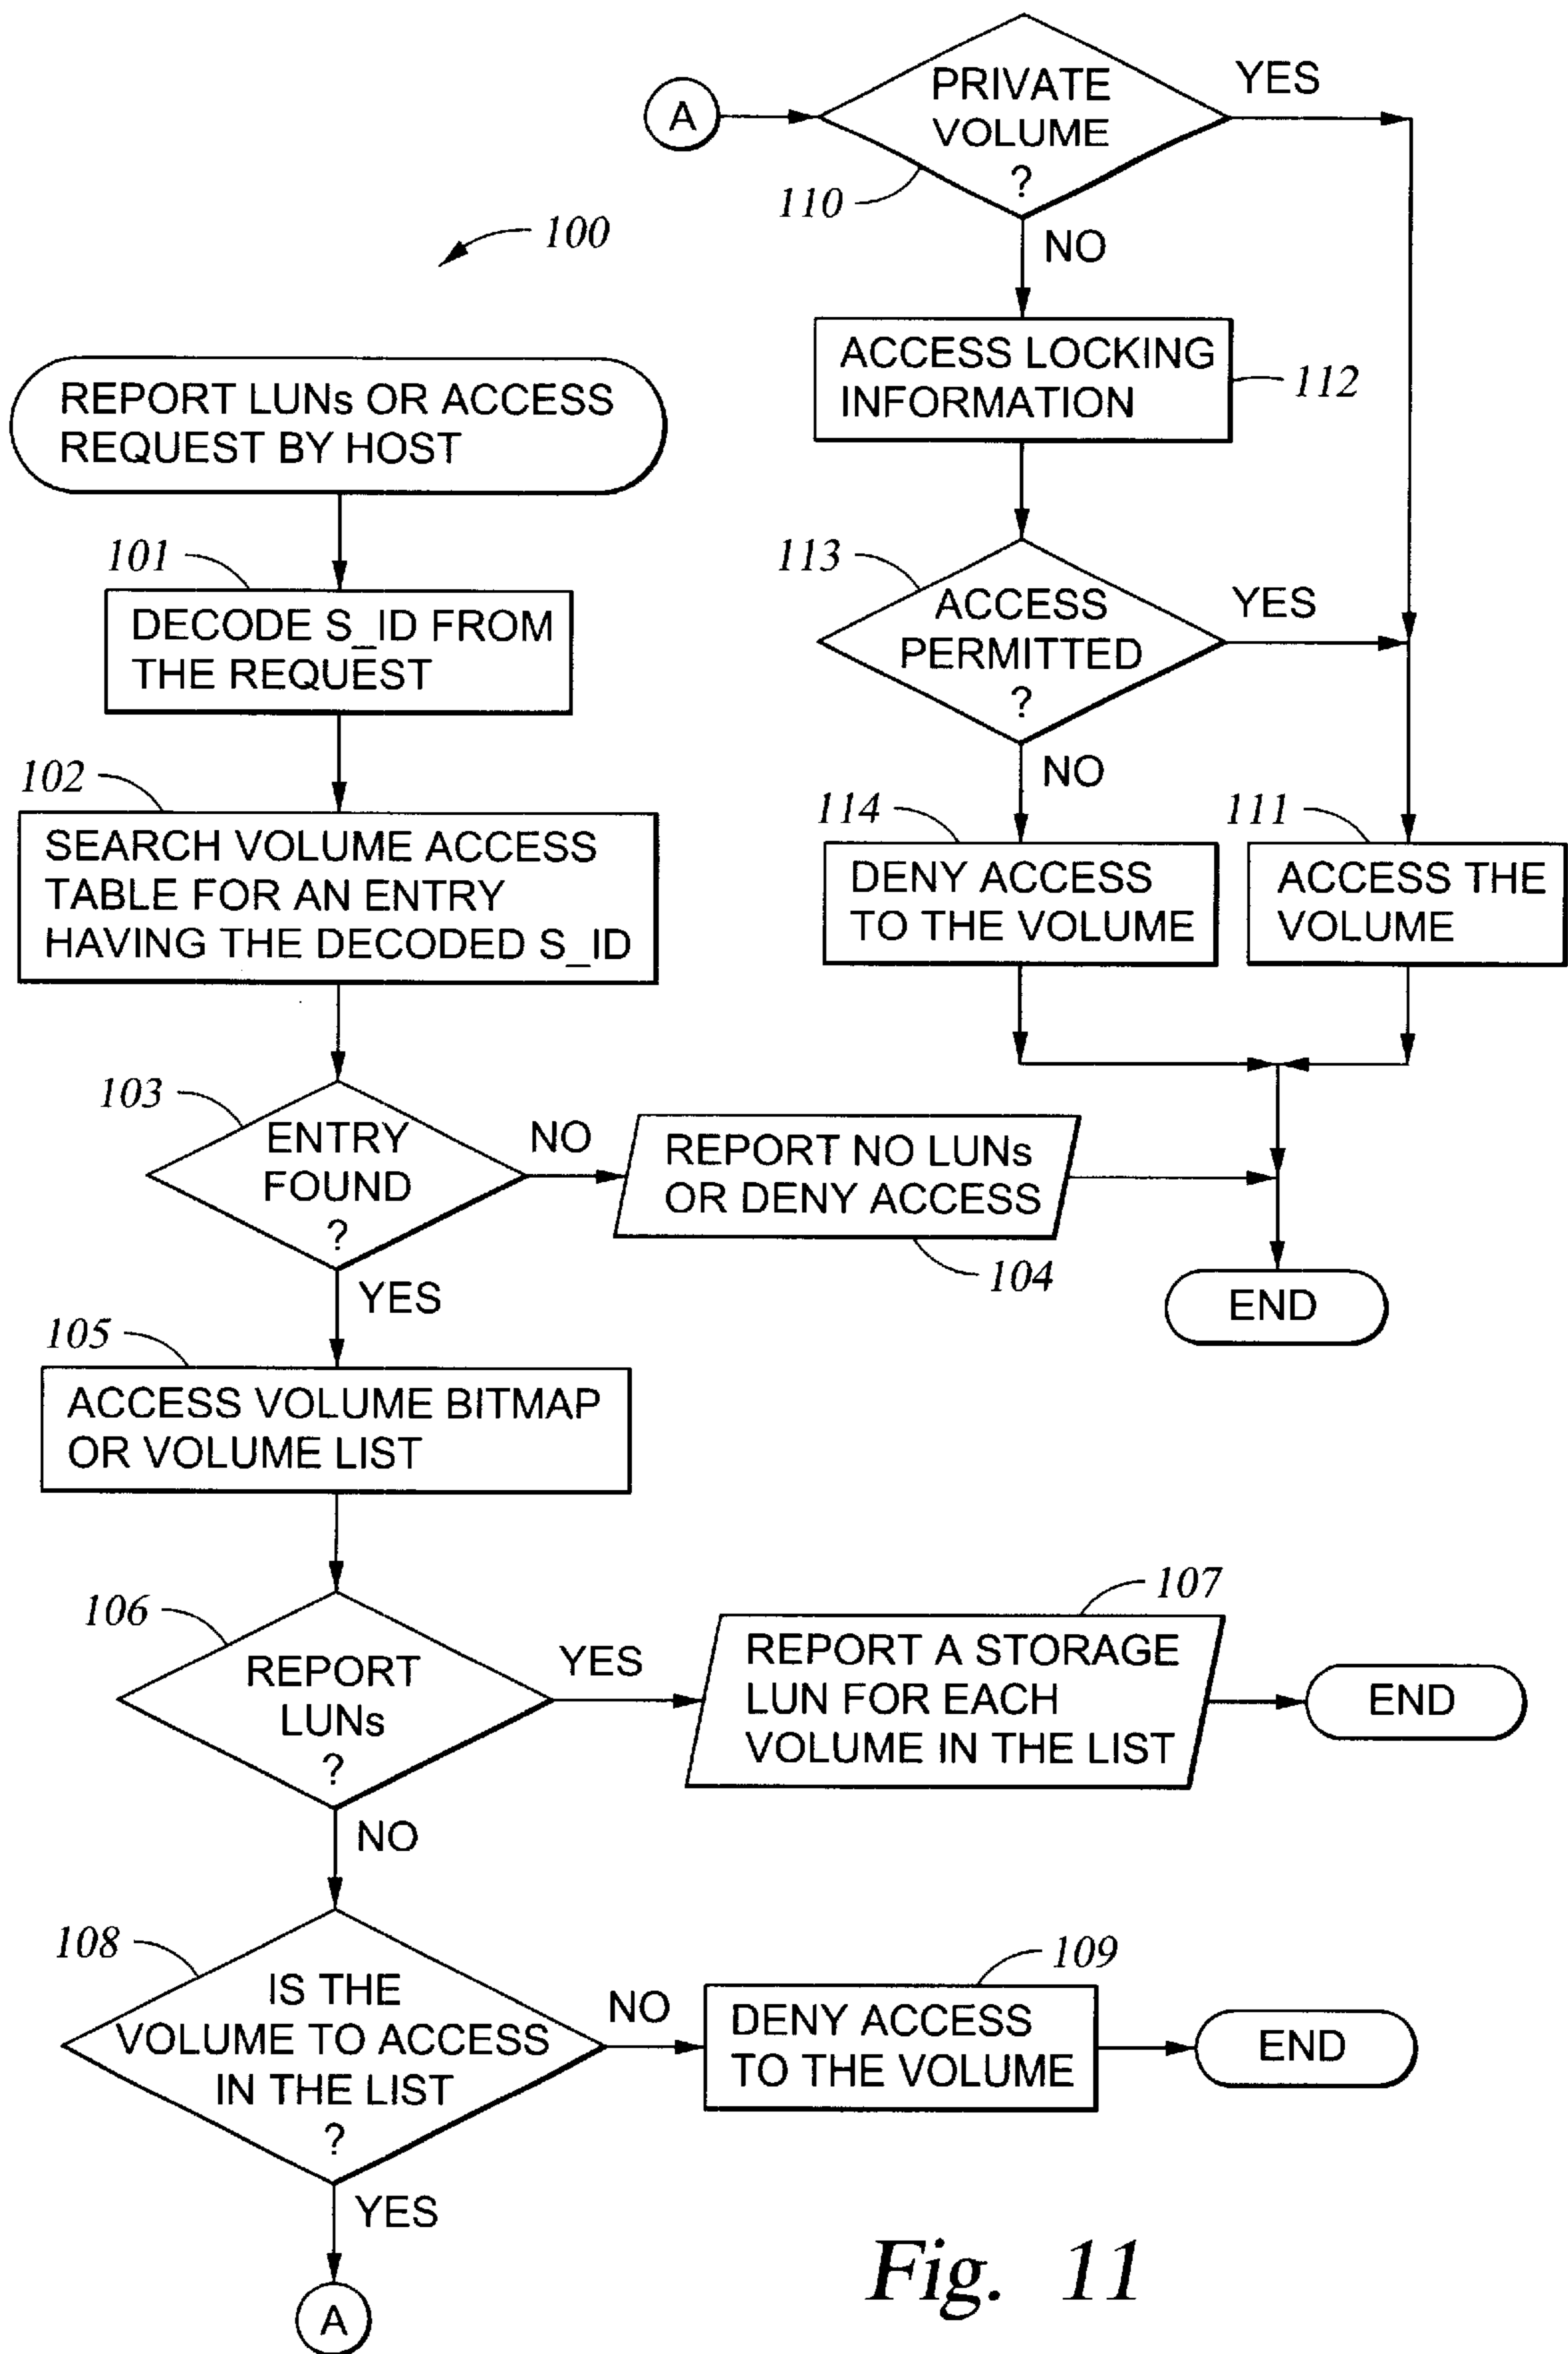 100
REPORT LUNs OR ACCESS
REQUEST BY HOST
101
DECODE S_ID FROM
THE REQUEST
102
SEARCH VOLUME ACCESS
TABLE FOR AN ENTRY
HAVING THE DECODED S_ID
103
ENTRY
FOUND
?
NO
REPORT NO LUNs
OR DENY ACCESS
104
YES
105
ACCESS VOLUME BITMAP
OR VOLUME LIST
106
REPORT
LUNs
?
YES
107
REPORT A STORAGE
LUN FOR EACH
VOLUME IN THE LIST
END
NO
108
IS THE
VOLUME TO ACCESS
IN THE LIST
?
NO
109
DENY ACCESS
TO THE VOLUME
END
YES
A
A
PRIVATE
VOLUME
?
110
YES
NO
ACCESS LOCKING
INFORMATION
112
113
ACCESS
PERMITTED
?
YES
NO
114
DENY ACCESS
TO THE VOLUME
111
ACCESS THE
VOLUME
END
Fig. 11